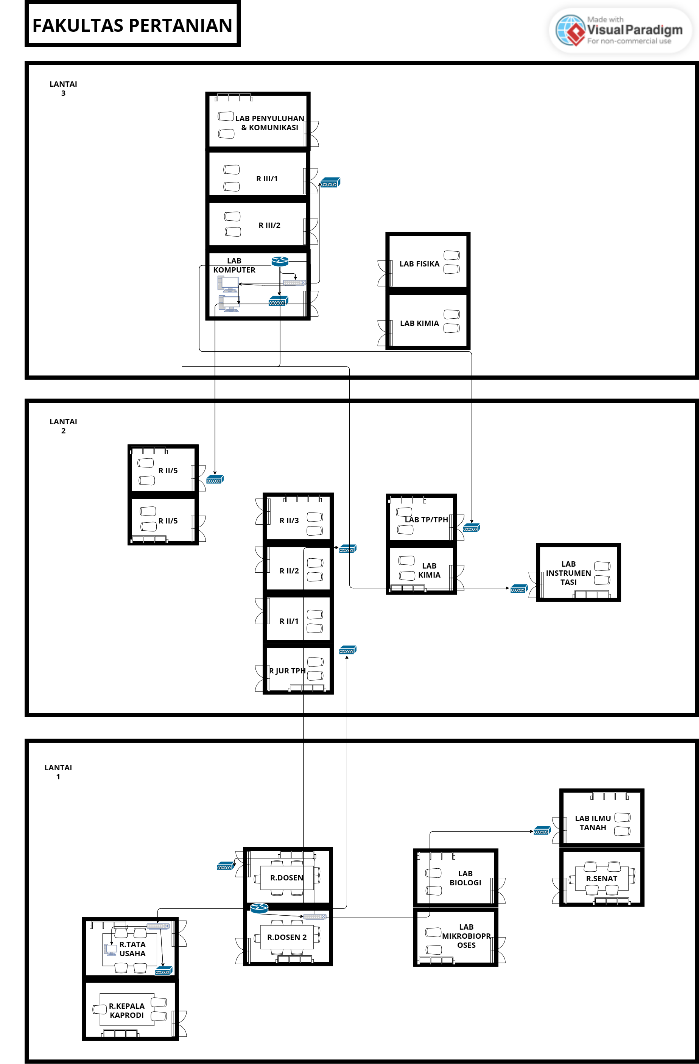 FAKULTAS PERTANIAN
Made with
Visual Paradigm
For non-commercial use
LANTAI
3
LAB PENYULUHAN
& KOMUNIKASI
R III/1
R III/2
LAB
KOMPUTER
LAB FISIKA
LAB KIMIA
LANTAI
2
R II/5
R II/5
R II/3
R II/2
R II/1
R JUR TPH
LAB TP/TPH
LAB
KIMIA
LAB
INSTRUMEN
TASI
LANTAI
1
R.DOSEN
R.DOSEN 2
R.TATA
USAHA
R.KEPALA
KAPRODI
LAB
BIOLOGI
LAB
MIKROBIOPR
OSES
LAB ILMU
TANAH
R.SENAT